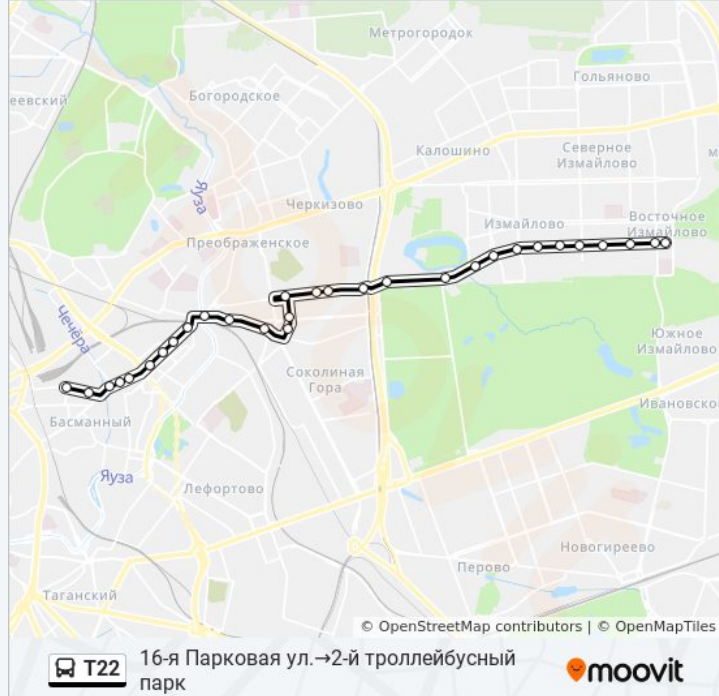 Метрогородок
Гольяново
еевский
Богородское
Калошино
Северное
Измайлово
м
Яуза
Черкизово
Измайлово
Восточное
Измайлово
Преображенское
Чечёра
Южное
Измайлово
Соколиная
Гора
Ивановское
Басманный
Яуза
Лефортово
Новогиреево
Перово
Таганский
© OpenStreetMap contributors | © OpenMapTiles
T22
16-я Парковая ул.→2-й троллейбусный
парк
moovit